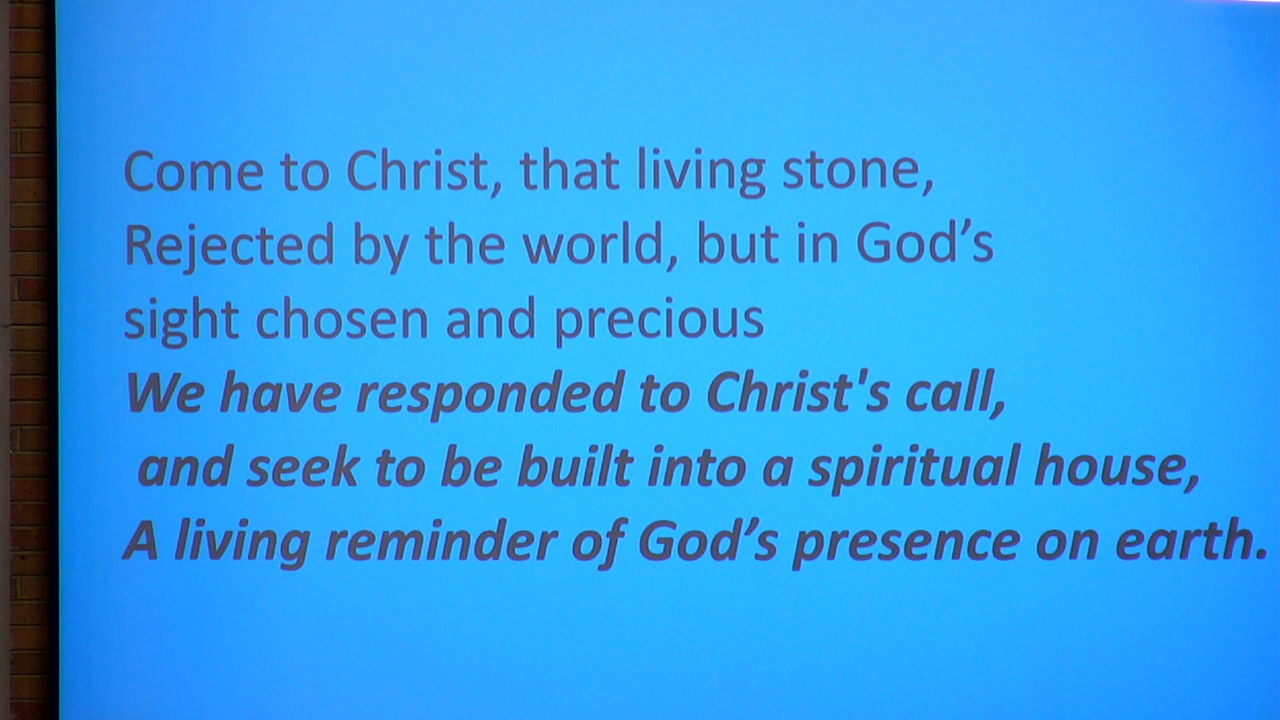 Come to Christ, that living stone,
Rejected by the world, but in God’s
sight chosen and precious
We have responded to Christ's call,
and seek to be built into a spiritual house,
A living reminder of God’s presence on earth.